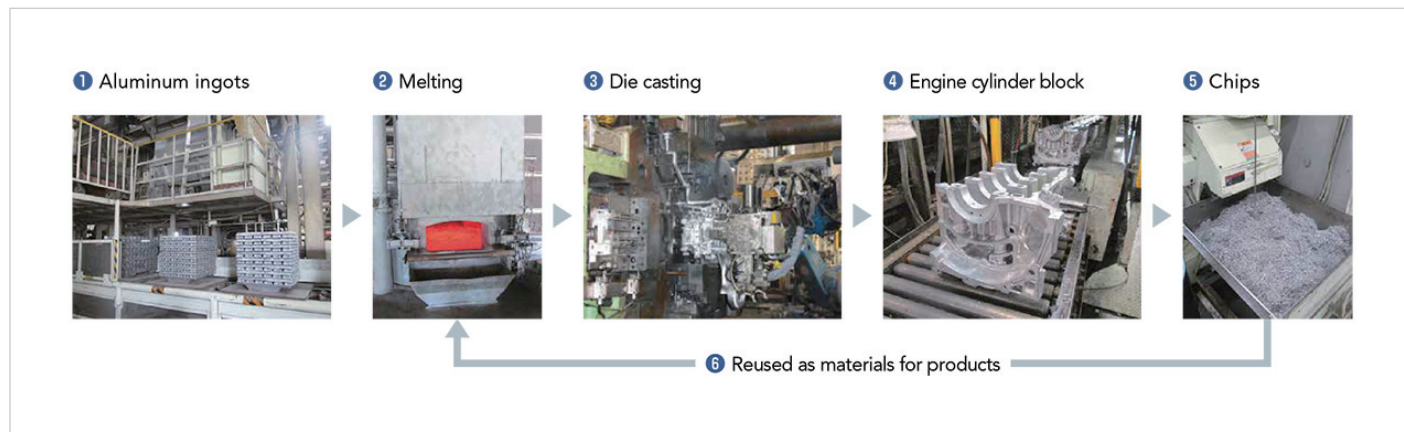 ❶ Aluminum ingots
❷ Melting
❸ Die casting
❹ Engine cylinder block
❺ Chips
❻ Reused as materials for products